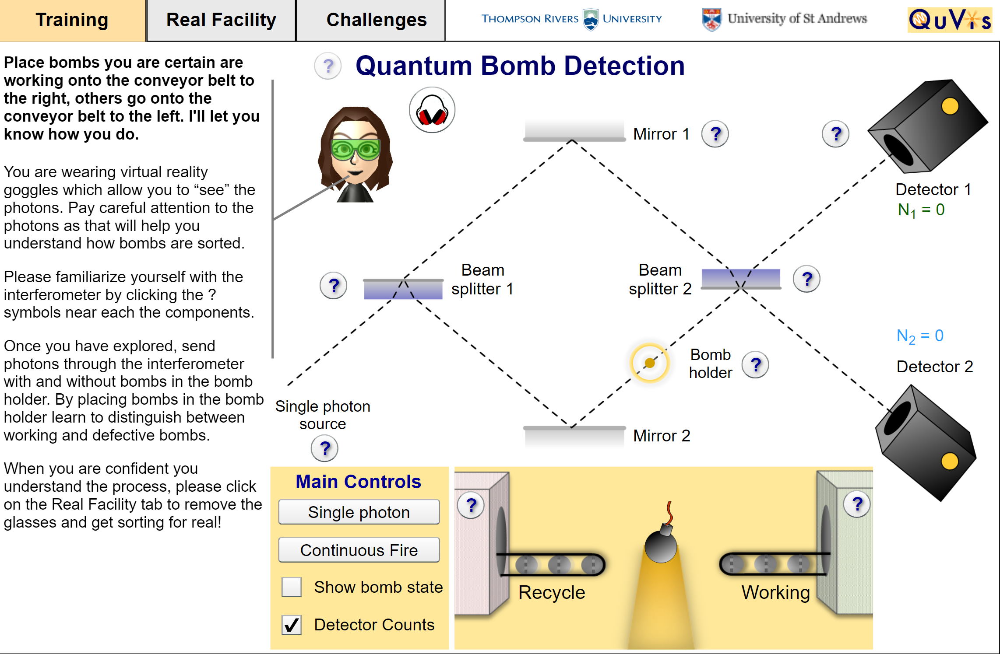 Training
Real Facility
Challenges
THOMPSON RIVERS UNIVERSITY
University of St Andrews
QuVis
Place bombs you are certain are
working onto the conveyor belt to
the right, others go onto the
conveyor belt to the left. I'll let you
know how you do.
You are wearing virtual reality
goggles which allow you to “see” the
photons. Pay careful attention to the
photons as that will help you
understand how bombs are sorted.
Please familiarize yourself with the
interferometer by clicking the ?
symbols near each the components.
Once you have explored, send
photons through the interferometer
with and without bombs in the bomb
holder. By placing bombs in the bomb
holder learn to distinguish between
working and defective bombs.
When you are confident you
understand the process, please click
on the Real Facility tab to remove the
glasses and get sorting for real!
?
Quantum Bomb Detection
Mirror 1
?
?
Detector 1
N₁ = 0
?
Beam
splitter 1
Beam
splitter 2
?
N₂ = 0
Detector 2
Bomb
holder
?
Single photon
source
?
Mirror 2
Main Controls
Single photon
Continuous Fire
Show bomb state
Detector Counts
?
Recycle
?
Working